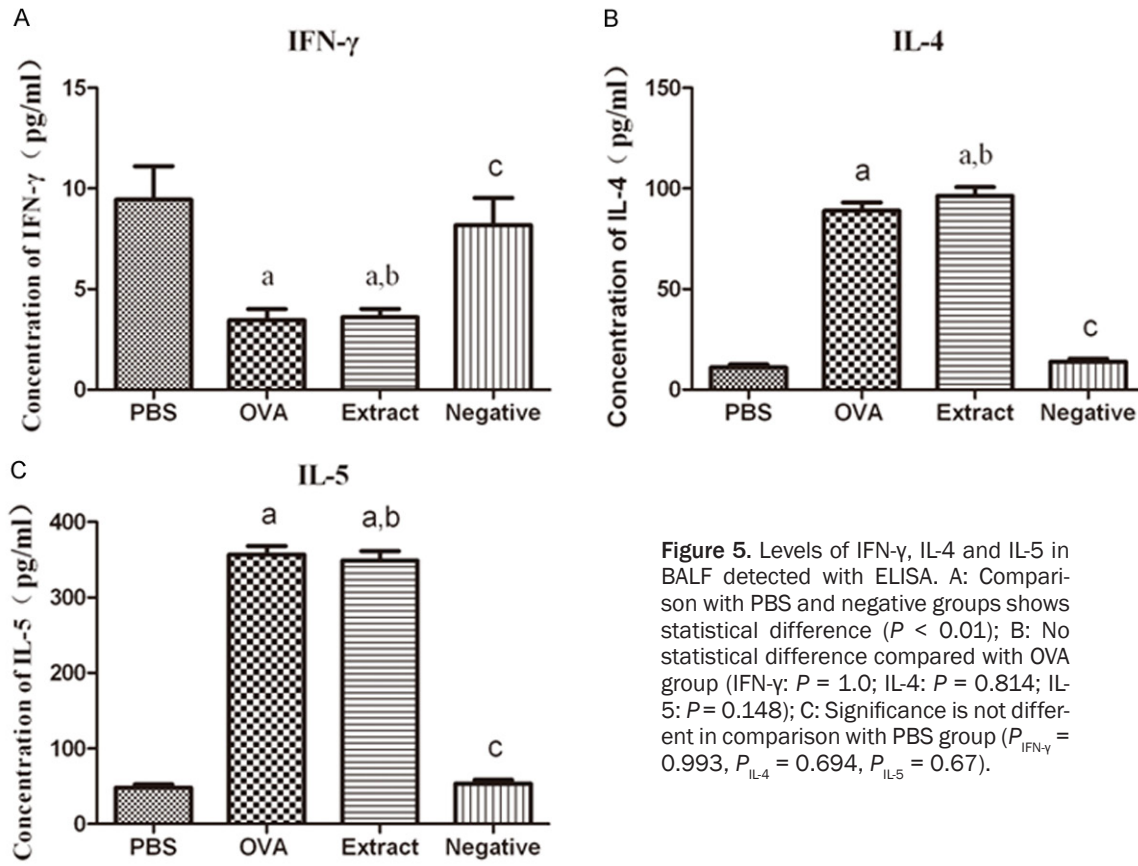 A
IFN-γ
Concentration of IFN-γ（pg/ml）
15
10
5
0
a
a,b
c
PBS OVA Extract Negative
B
IL-4
Concentration of IL-4（pg/ml）
150
100
50
0
a
a,b
c
PBS OVA Extract Negative
C
IL-5
Concentration of IL-5（pg/ml）
400
300
200
100
0
a
a,b
c
PBS OVA Extract Negative
Figure 5. Levels of IFN-γ, IL-4 and IL-5 in
BALF detected with ELISA. A: Compari-
son with PBS and negative groups shows
statistical difference (P < 0.01); B: No
statistical difference compared with OVA
group (IFN-γ: P = 1.0; IL-4: P = 0.814; IL-
5: P = 0.148); C: Significance is not differ-
ent in comparison with PBS group (P IFN-γ =
0.993, P IL-4 = 0.694, P IL-5 = 0.67).